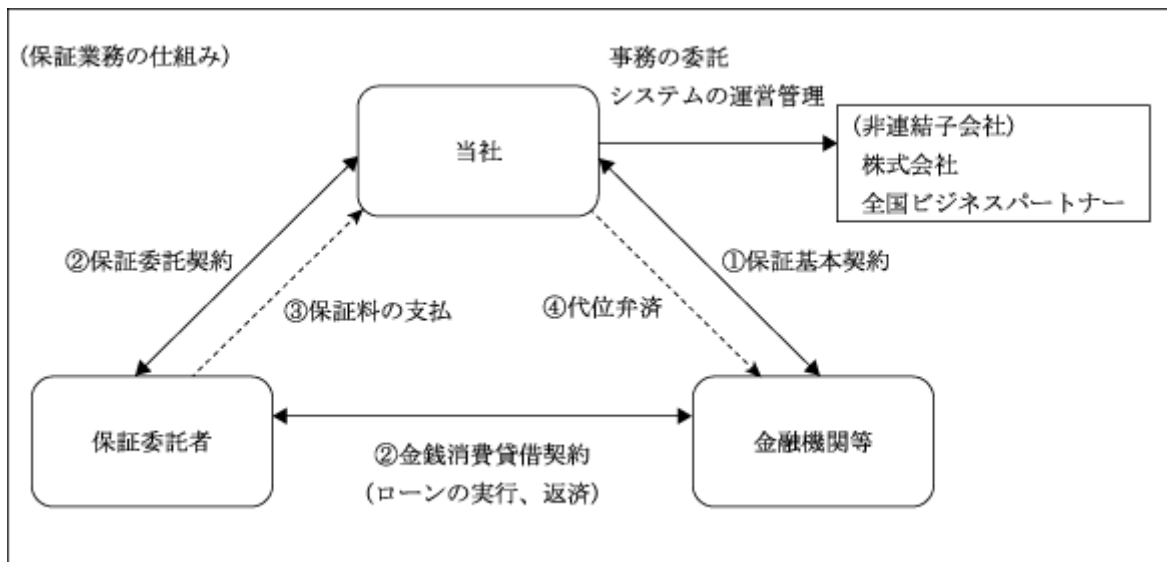 (保証業務の仕組み)
事務の委託
システムの運営管理
当社
(非連結子会社)
株式会社
全国ビジネスパートナー
②保証委託契約
①保証基本契約
③保証料の支払
④代位弁済
保証委託者
金融機関等
②金銭消費貸借契約
(ローンの実行、返済)